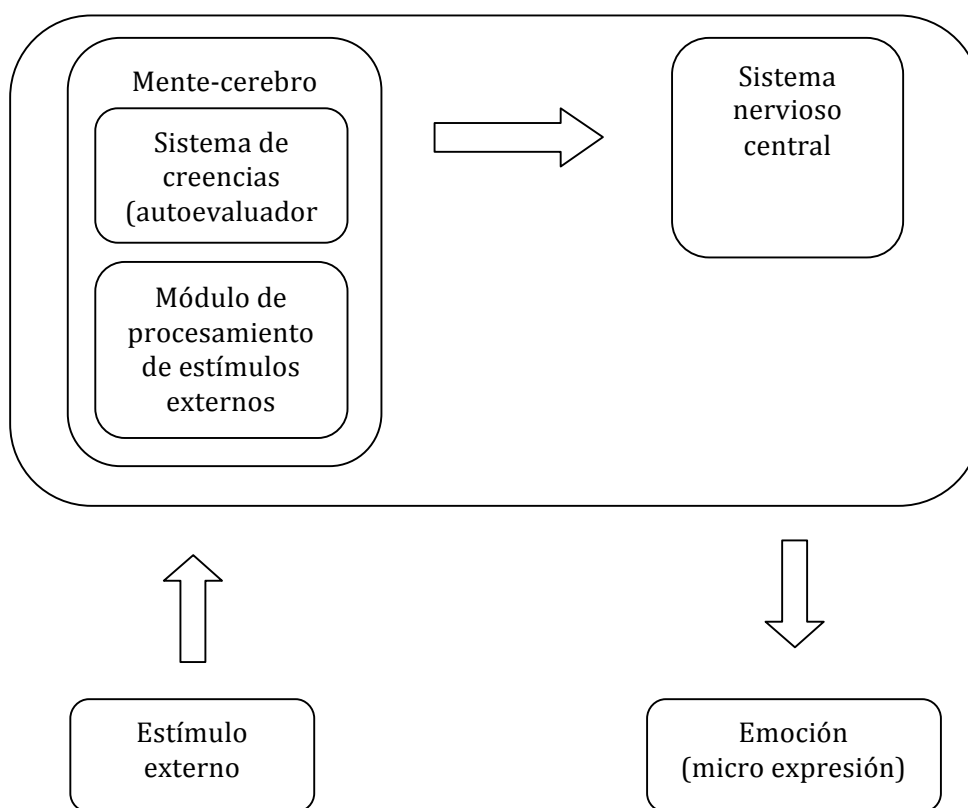 Mente-cerebro
Sistema de
creencias
(autoevaluador
Módulo de
procesamiento
de estímulos
externos
Sistema
nervioso
central
Estímulo
externo
Emoción
(micro expresión)